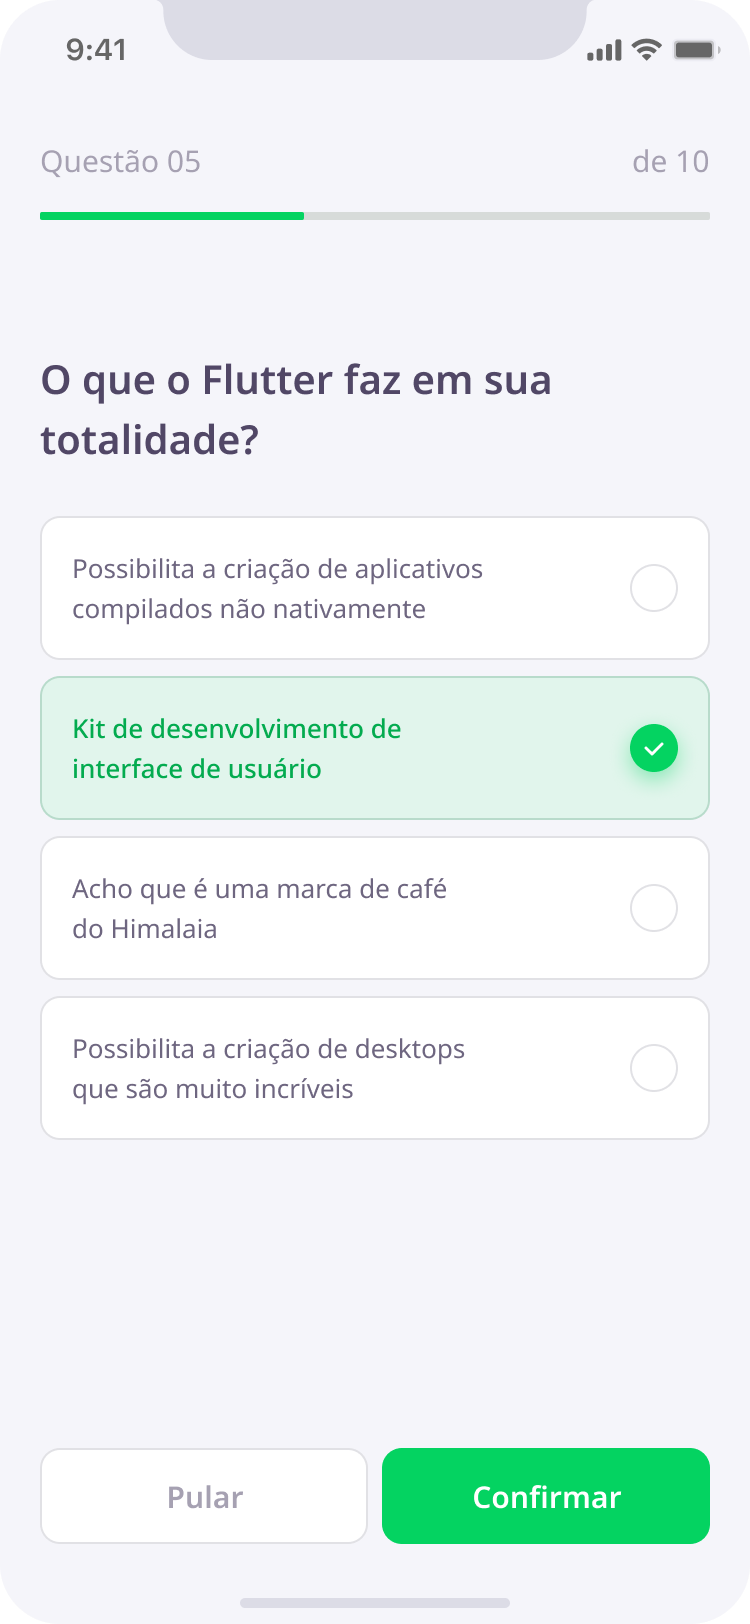 9:41
Questão 05 de 10
O que o Flutter faz em sua
totalidade?
Possibilita a criação de aplicativos
compilados não nativamente
Kit de desenvolvimento de
interface de usuário
Acho que é uma marca de café
do Himalaia
Possibilita a criação de desktops
que são muito incríveis
Pular Confirmar